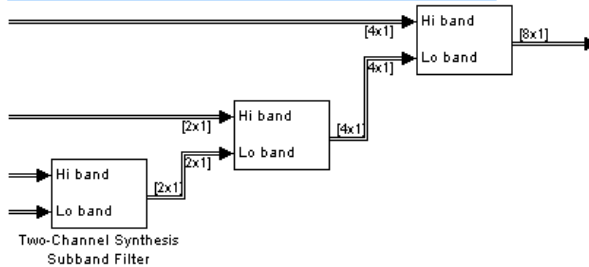 Hi band
[8x1]
[4x1]
Lo band
4x1]
Hi band
[2x1]
[4x1]
Lo band
2x1]
Hi band
[2x1]
Lo band
Two-Channel Synthesis
Subband Filter